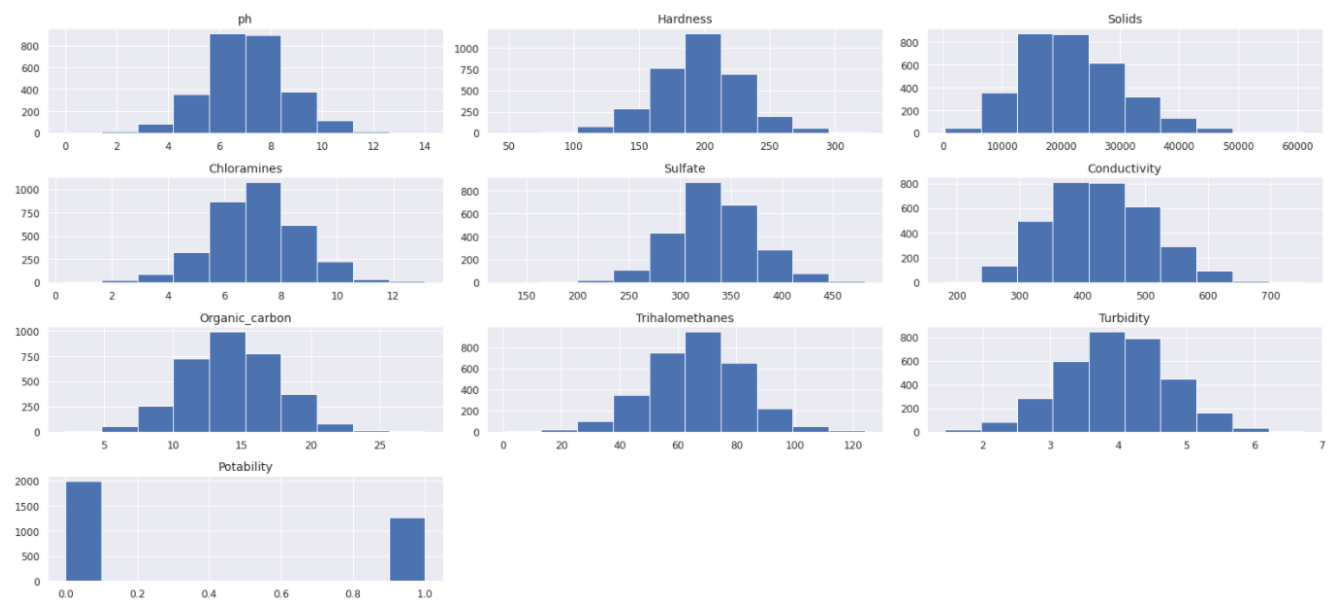 ph
800
600
400
200
0
0 2 4 6 8 10 12 14
Hardness
1000
750
500
250
0
50 100 150 200 250 300
Solids
800
600
400
200
0
0 10000 20000 30000 40000 50000 60000
Chloramines
1000
750
500
250
0
0 2 4 6 8 10 12
Sulfate
800
600
400
200
0
150 200 250 300 350 400 450
Conductivity
800
600
400
200
0
200 300 400 500 600 700
Organic_carbon
1000
750
500
250
0
5 10 15 20 25
Trihalomethanes
800
600
400
200
0
0 20 40 60 80 100 120
Turbidity
800
600
400
200
0
2 3 4 5 6 7
Potability
2000
1500
1000
500
0
0.0 0.2 0.4 0.6 0.8 1.0